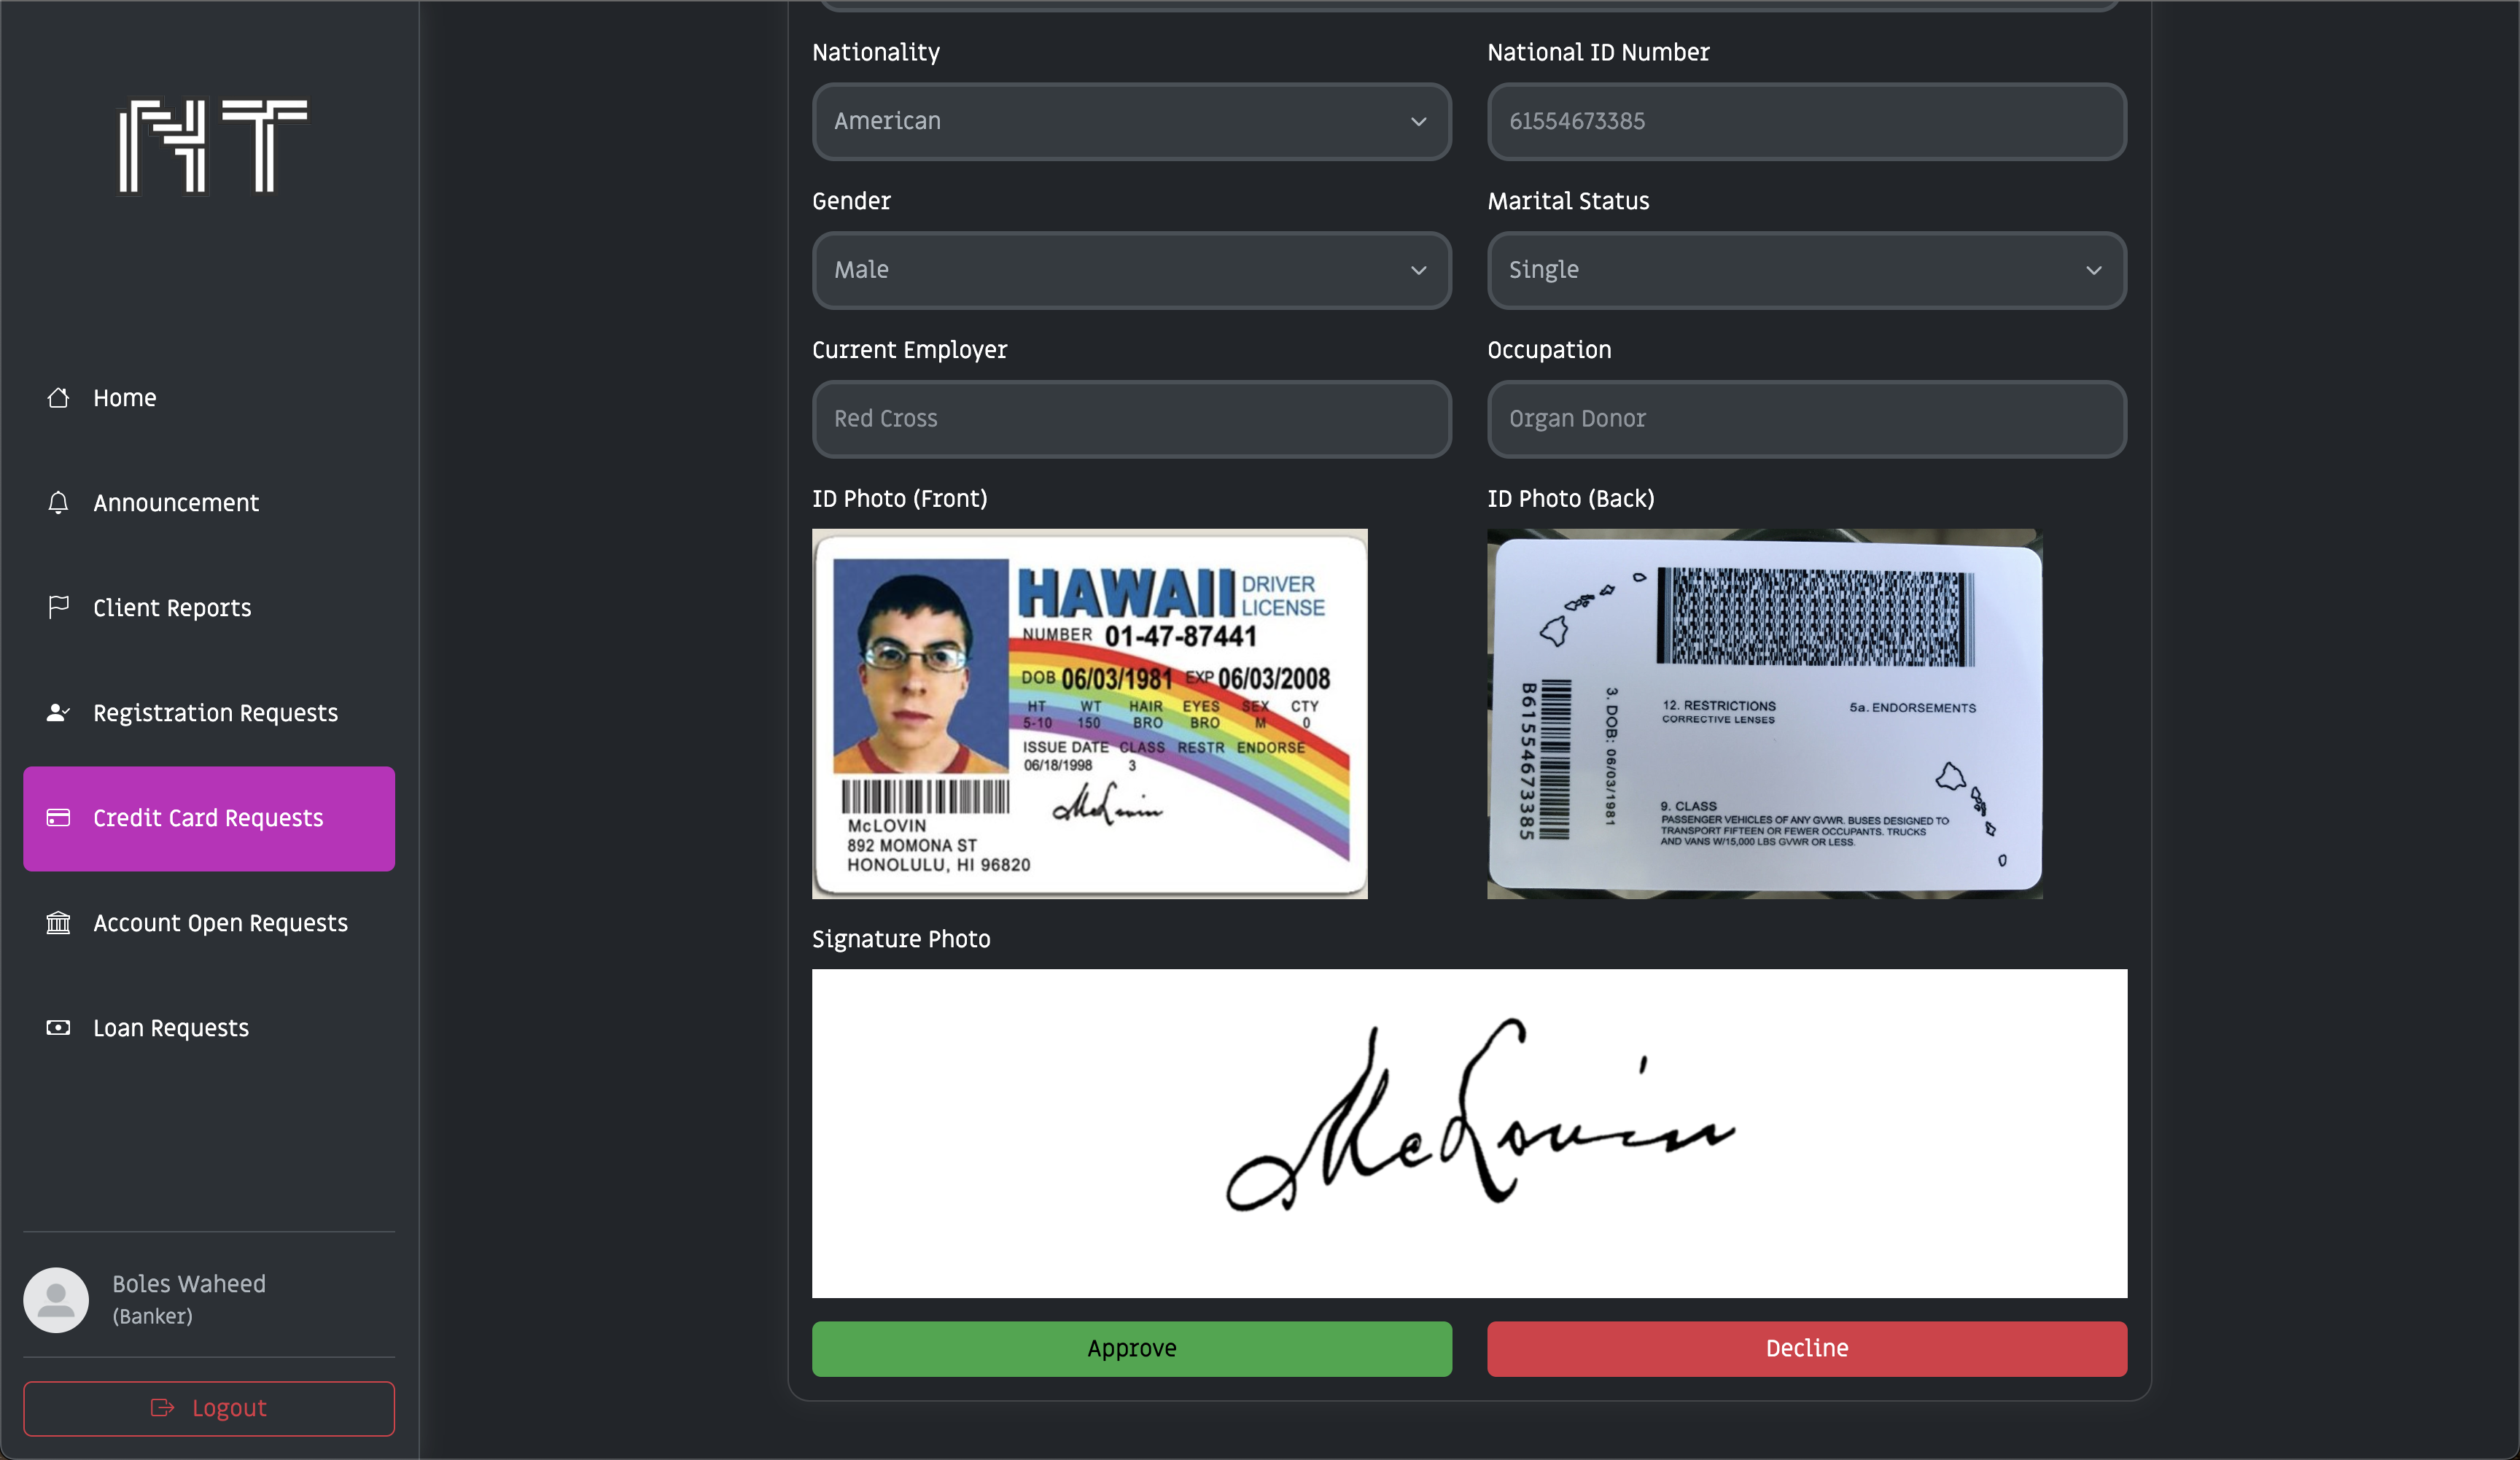 NT
Home
Announcement
Client Reports
Registration Requests
Credit Card Requests
Account Open Requests
Loan Requests
Boles Waheed
(Banker)
Logout
Nationality
National ID Number
American
61554673385
Gender
Marital Status
Male
Single
Current Employer
Occupation
Red Cross
Organ Donor
ID Photo (Front)
ID Photo (Back)
HAWAII DRIVER LICENSE
NUMBER 01-47-87441
DOB 06/03/1981 EXP 06/03/2008
HT WT HAIR EYES SEX CTY
5-10 150 BRO BRO M 0
ISSUE DATE CLASS RESTR ENDORSE
06/18/1998 3
McLovin
McLOVIN
892 MOMONA ST
HONOLULU, HI 96820
B61554673385
3. DOB: 06/03/1981
12. RESTRICTIONS
CORRECTIVE LENSES
5a. ENDORSEMENTS
9. CLASS
PASSENGER VEHICLES OF ANY GVWR. BUSES DESIGNED TO
TRANSPORT FIFTEEN OR FEWER OCCUPANTS. TRUCKS
AND VANS W/15,000 LBS GVWR OR LESS.
Signature Photo
McLovin
Approve
Decline